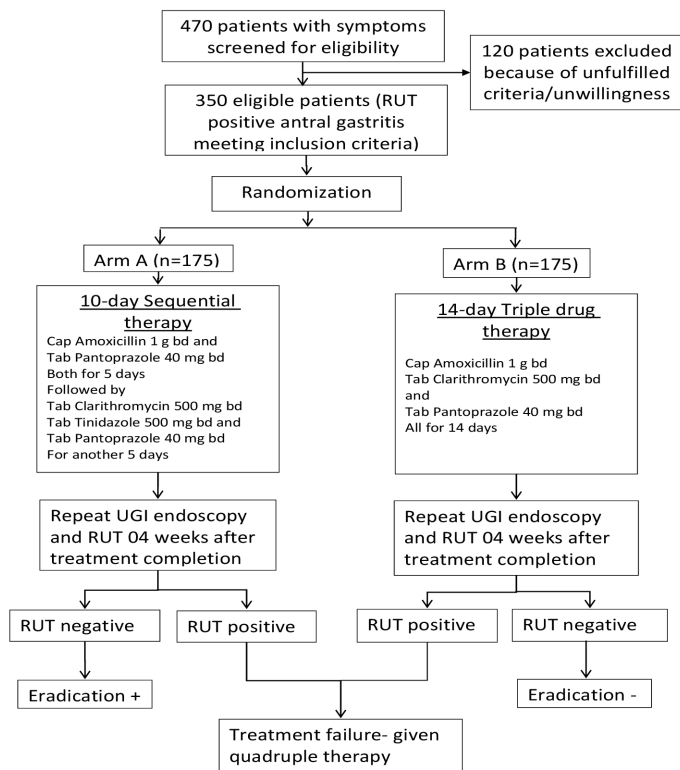 470 patients with symptoms
screened for eligibility
120 patients excluded
because of unfulfilled
criteria/unwillingness
350 eligible patients (RUT
positive antral gastritis
meeting inclusion criteria)
Randomization
Arm A (n=175)
Arm B (n=175)
10-day Sequential
therapy
Cap Amoxicillin 1 g bd and
Tab Pantoprazole 40 mg bd
Both for 5 days
Followed by
Tab Clarithromycin 500 mg bd
Tab Tinidazole 500 mg bd and
Tab Pantoprazole 40 mg bd
For another 5 days
14-day Triple drug
therapy
Cap Amoxicillin 1 g bd
Tab Clarithromycin 500 mg bd
and
Tab Pantoprazole 40 mg bd
All for 14 days
Repeat UGI endoscopy
and RUT 04 weeks after
treatment completion
Repeat UGI endoscopy
and RUT 04 weeks after
treatment completion
RUT negative
RUT positive
RUT positive
RUT negative
Eradication +
Eradication -
Treatment failure- given
quadruple therapy